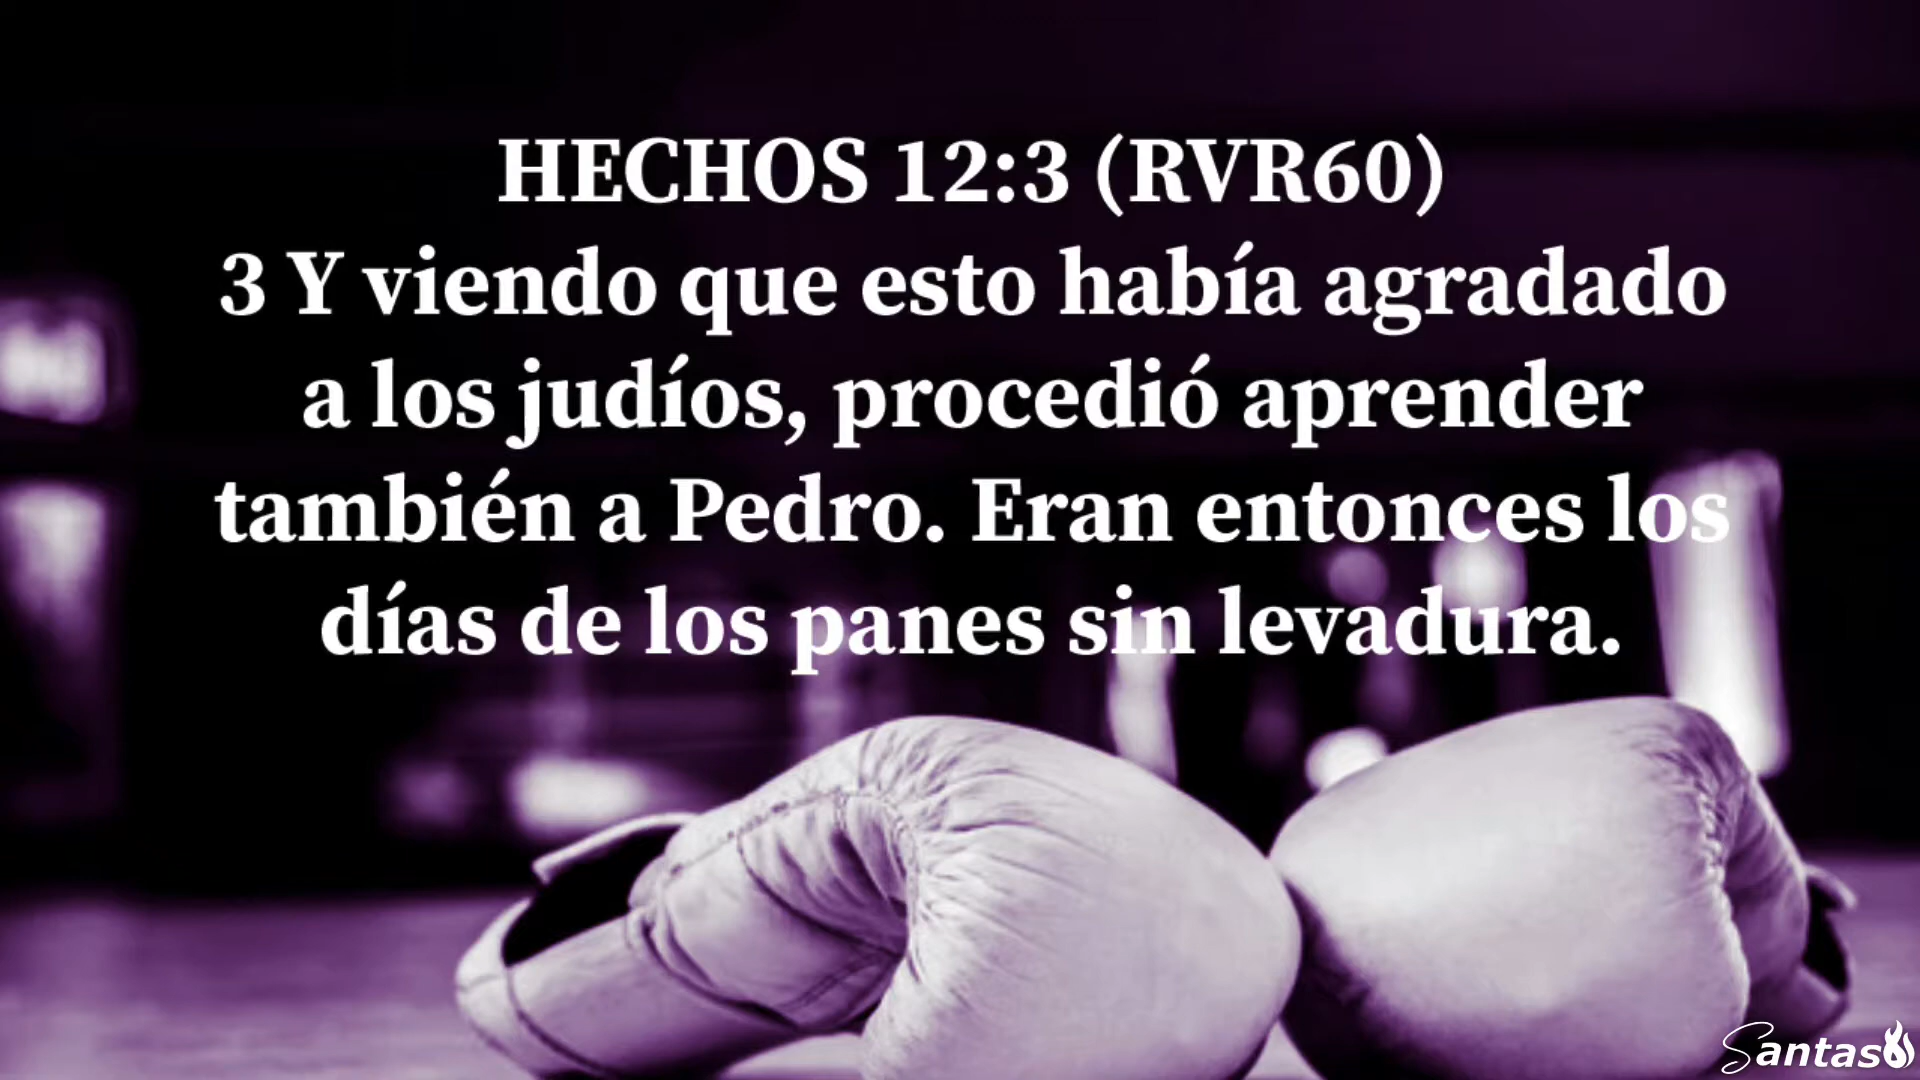 HECHOS 12:3 (RVR60)
3 Y viendo que esto había agradado
a los judíos, procedió aprender
también a Pedro. Eran entonces los
días de los panes sin levadura.
Santas